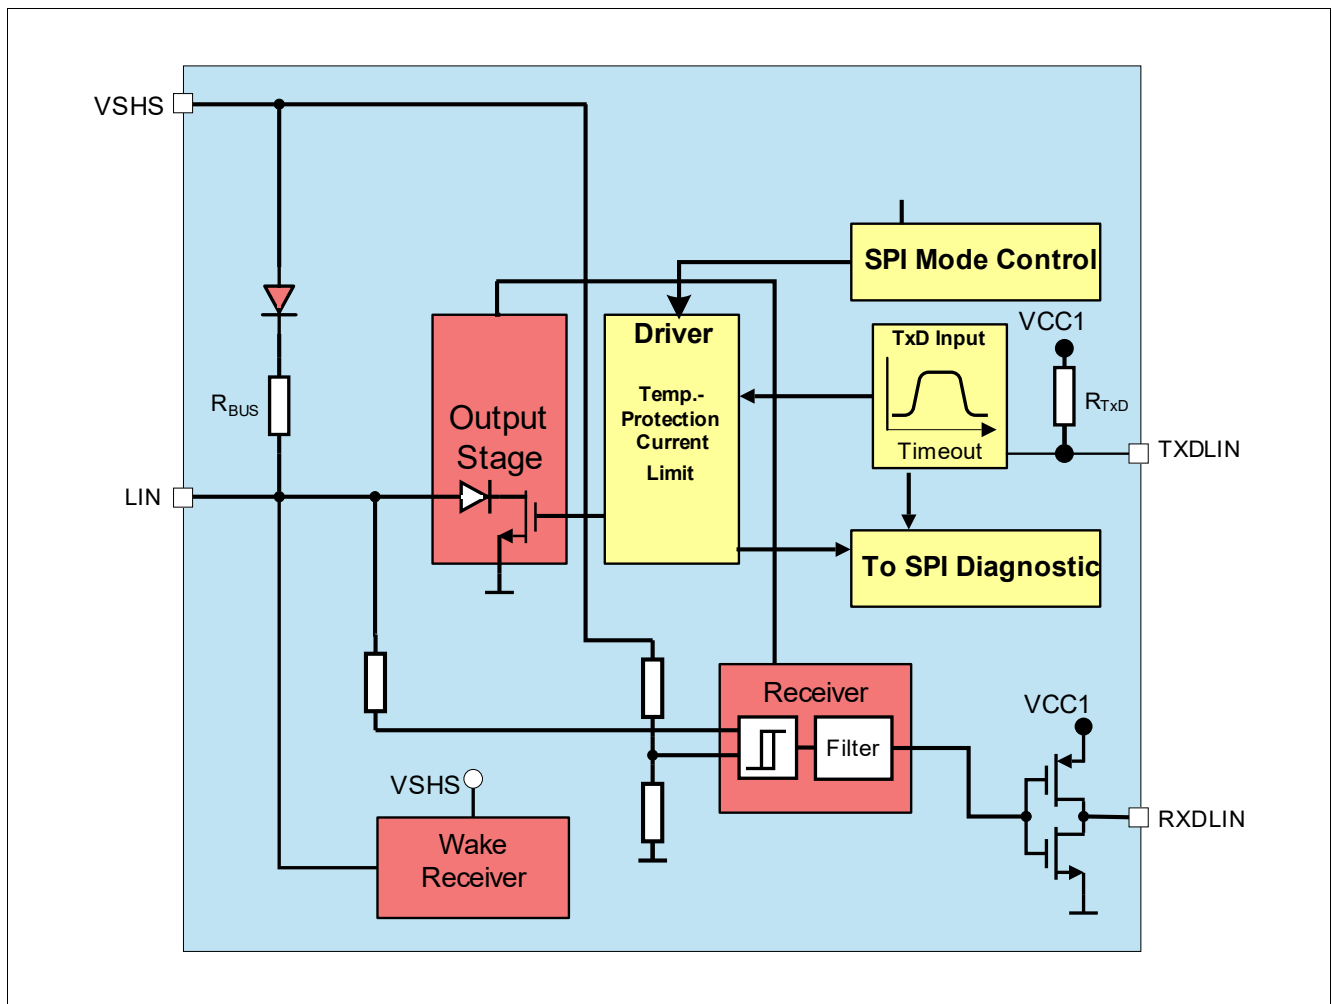 VSHS
SPI Mode Control
VCC1
Driver
TxD Input
Temp.-
Protection
Current
Limit
RBUS
RTxD
Output
Stage
Timeout
TXDLIN
LIN
To SPI Diagnostic
Receiver
VCC1
Filter
VSHS
RXDLIN
Wake
Receiver